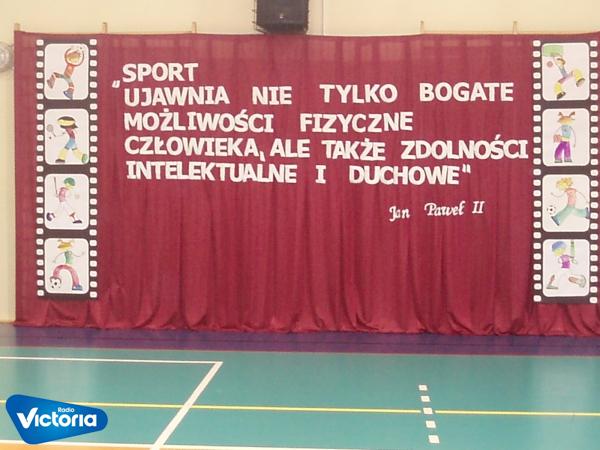 „SPORT
UJAWNIA NIE TYLKO BOGATE
MOŻLIWOŚCI FIZYCZNE
CZŁOWIEKA, ALE TAKŻE ZDOLNOŚCI
INTELEKTUALNE I DUCHOWE"
Jan Paweł II
Radio
Victoria